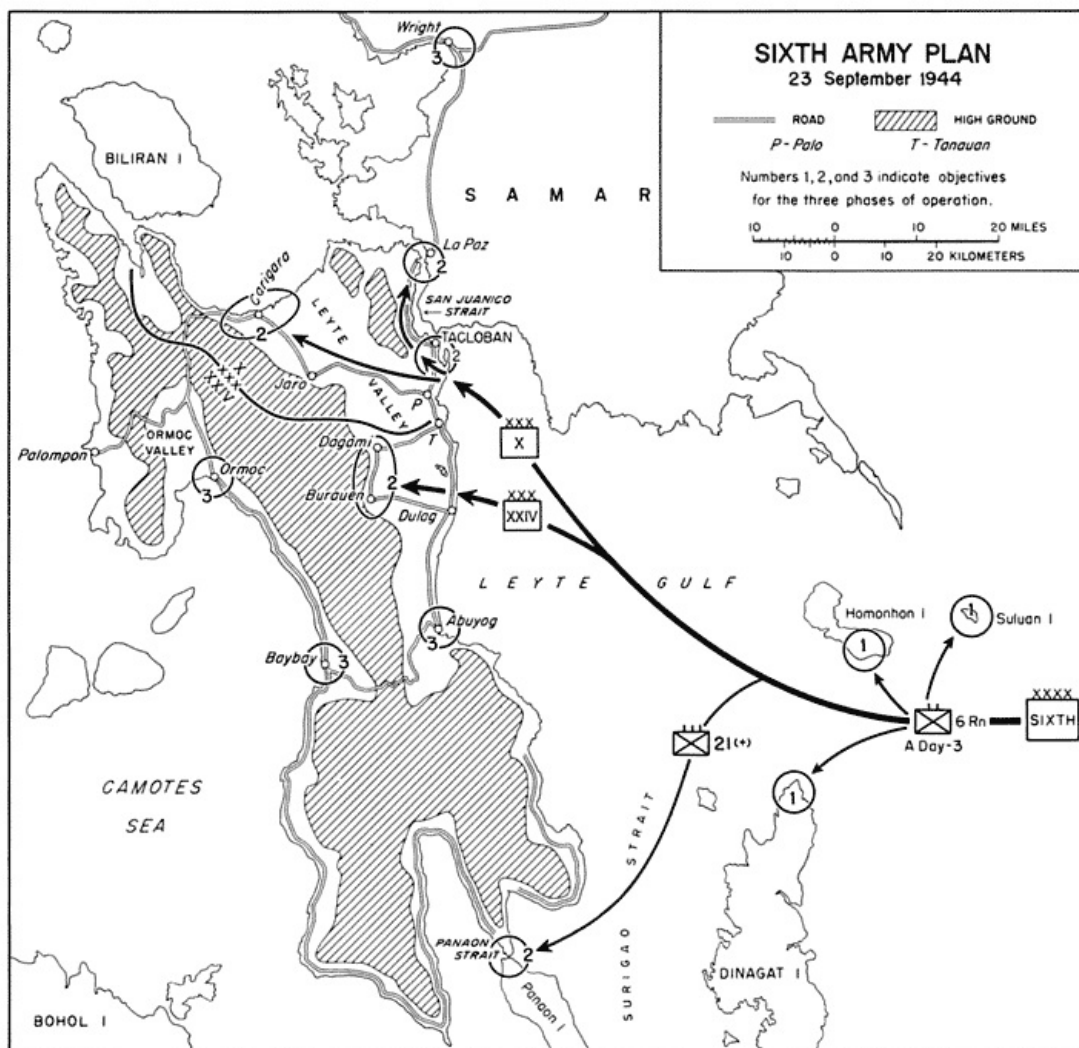 SIXTH ARMY PLAN
23 September 1944
ROAD
HIGH GROUND
P - Palo
T - Tanauan
Numbers 1, 2, and 3 indicate objectives
for the three phases of operation.
10 0 10 20 MILES
10 0 10 20 KILOMETERS
Wright
3
BILIRAN I
SAMAR
La Paz
2
SAN JUANICO
STRAIT
Carigara
2
LEYTE
VALLEY
TACLOBAN
2
Jaro
P
T
X
XXX
XXIV
XXX
X
Dagami
Palompon
ORMOC
VALLEY
Ormoc
3
2
Burauen
Dulag
XXX
XXIV
LEYTE GULF
Homonhon I
1
1
Suluan I
Abuyog
3
Baybay
3
XXXX
SIXTH
6 Rn
A Day-3
21(+)
1
CAMOTES
SEA
SURIGAO STRAIT
PANAON
STRAIT
2
Panaon I
DINAGAT I
BOHOL I